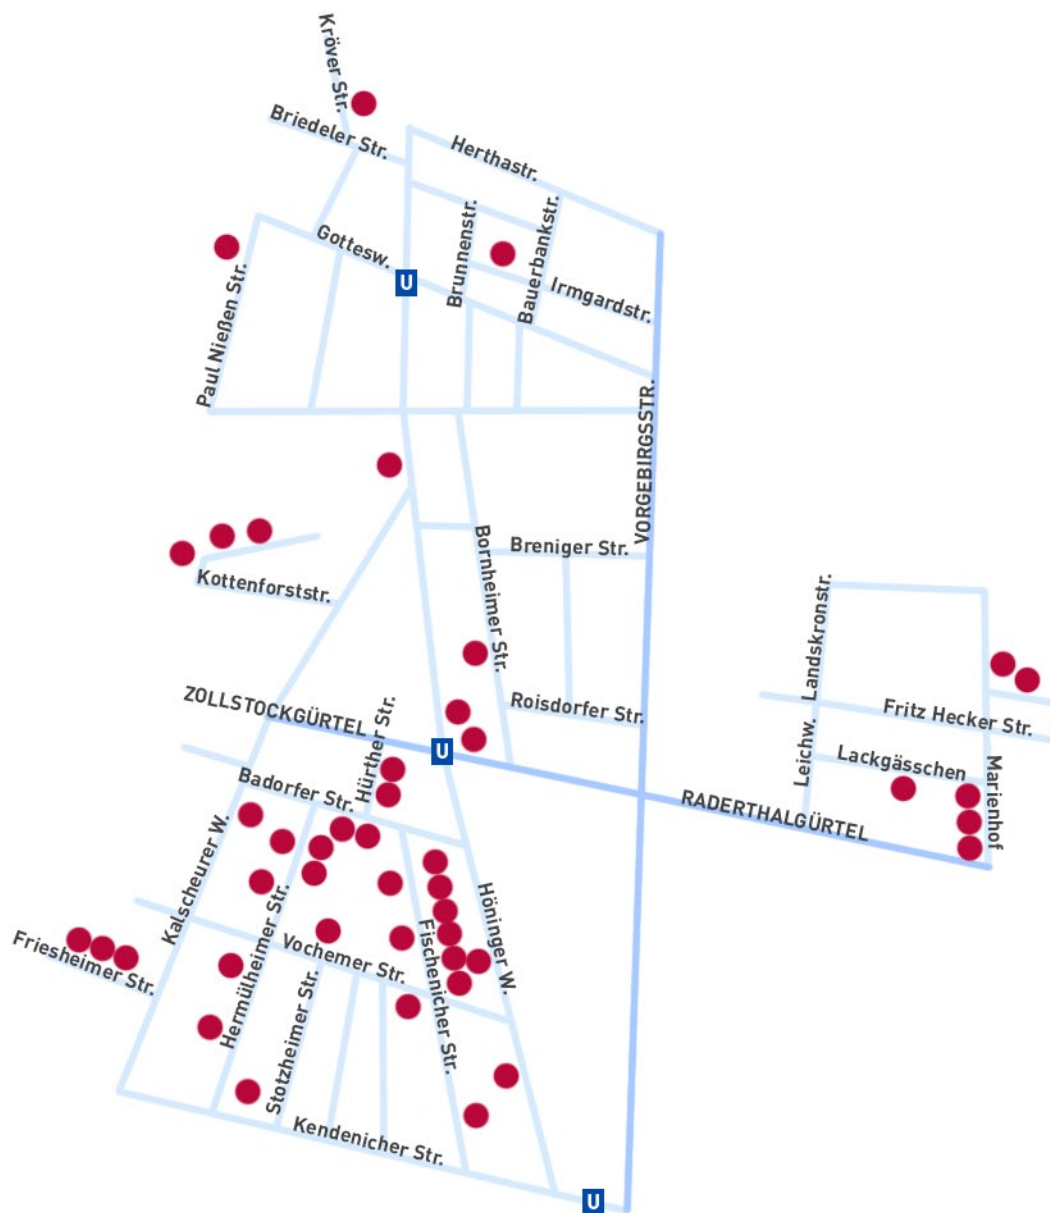 Kröver Str.
Briedeler Str.
Herthastr.
Gottesw.
Brunnenstr.
Bauerbankstr.
Irmgardstr.
U
Paul Nießen Str.
VORGEBIRGSSTR.
Bornheimer Str.
Breniger Str.
Kottenforststr.
Landskronstr.
ZOLLSTOCKGÜRTEL
Hürther Str.
Roisdorfer Str.
Fritz Hecker Str.
U
Leichw.
Lackgässchen
Marienhof
Badorfer Str.
RADERTHALGÜRTEL
Kalscheurer W.
Hermülheimer Str.
Höninger W.
Fischenicher Str.
Vochemer Str.
Friesheimer Str.
Stotzheimer Str.
Kendenicher Str.
U